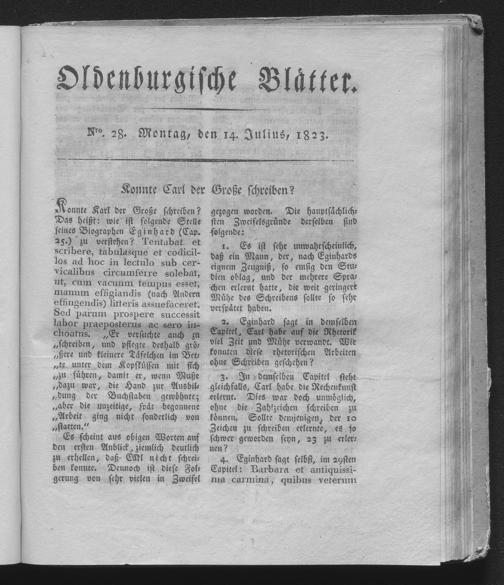 Oldenburgische Blätter.
Nro. 28. Montag, den 14. Julius, 1823.
Konnte Carl der Große schreiben?
Konnte Karl der Große schreiben?
Das heißt: wie ist folgende Stelle
seines Biographen Eginhard (Cap.
25.) zu verstehen? Tentabat et
scribere, tabulasque et codicil-
los ad hoc in lectulo sub cer-
vicalibus circumferre solebat,
ut, cum vacuum tempus esset,
manum effigiandis (nach Andern
effingendis) litteris assuefaceret.
Sed parum prospere successit
labor praeposterus ac sero in-
choatus. „Er versuchte auch zu
„schreiben, und pflegte deshalb grö-
„ßere und kleinere Täfelchen im Bet-
„te unter dem Kopfküssen mit sich
„zu führen, damit er, wenn Muße
„dazu war, die Hand zur Ausbil-
„dung der Buchstaben gewöhnte;
„aber die unzeitige, spät begonnene
„Arbeit ging nicht sonderlich von
„statten.“
Es scheint aus obigen Worten auf
den ersten Anblick, ziemlich deutlich
zu erhellen, daß Carl nicht schrei-
ben konnte. Dennoch ist diese Fol-
gerung von sehr vielen in Zweifel
gezogen worden. Die hauptsächlich-
sten Zweifelsgründe derselben sind
folgende:
1. Es ist sehr unwahrscheinlich,
daß ein Mann, der, nach Eginhards
eignem Zeugniß, so emsig den Stu-
dien oblag, und der mehrere Spra-
chen erlernt hatte, die weit geringere
Mühe des Schreibens sollte so sehr
verspätet haben.
2. Eginhard sagt in demselben
Capitel, Carl habe auf die Rhetorik
viel Zeit und Mühe verwandt. Wie
konnten diese rhetorischen Arbeiten
ohne Schreiben geschehen?
3. In demselben Capitel steht
gleichfalls, Carl habe die Rechenkunst
erlernt. Dies war doch unmöglich,
ohne die Zahlzeichen schreiben zu
können. Sollte demjenigen, der 10
Zeichen zu schreiben erlernte, es so
schwer geworden seyn, 23 zu erler-
nen?
4. Eginhard sagt selbst, im 29sten
Capitel: Barbara et antiquissi-
ma carmina, quibus veterum